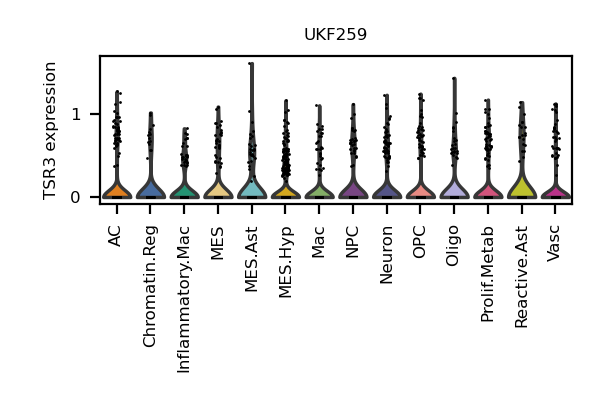 UKF259
TSR3 expression
1
0
AC
Chromatin.Reg
Inflammatory.Mac
MES
MES.Ast
MES.Hyp
Mac
NPC
Neuron
OPC
Oligo
Prolif.Metab
Reactive.Ast
Vasc